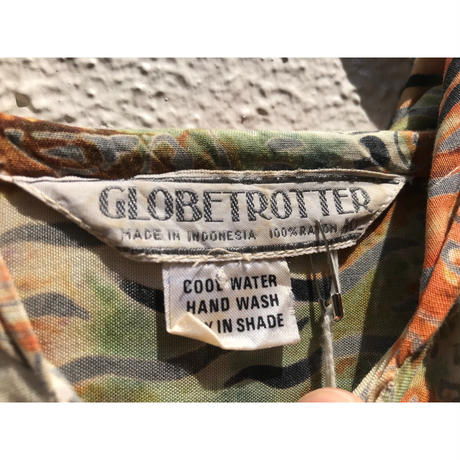 GLOBETROTTER
MADE IN INDONESIA 100% RAYON
COOL WATER
HAND WASH
IN SHADE